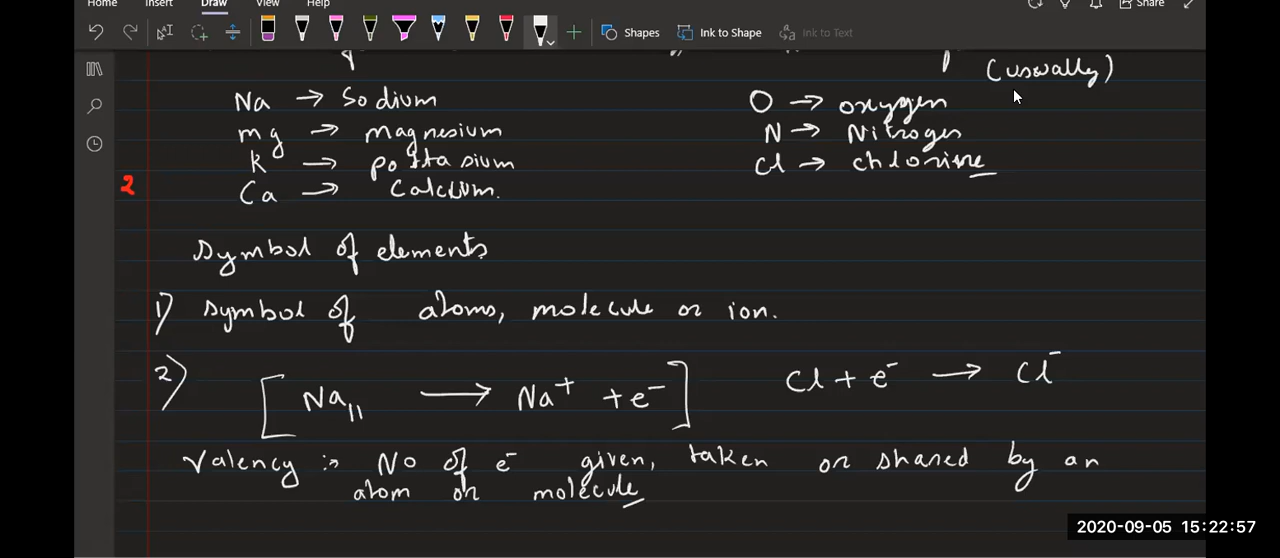 Home Insert Draw View Help Share
Shapes Ink to Shape Ink to Text
(usually)
Na → Sodium O → oxygen
mg → magnesium N → Nitrogen
K → pottasium Cl → chlorine
2 Ca → Calcium.
Symbol of elements
1) Symbol of atoms, molecule or ion.
2) [Na₁₁ → Na⁺ + e⁻] Cl + e⁻ → Cl⁻
Valency :→ No of e⁻ given, taken or shared by an
atom or molecule
2020-09-05 15:22:57